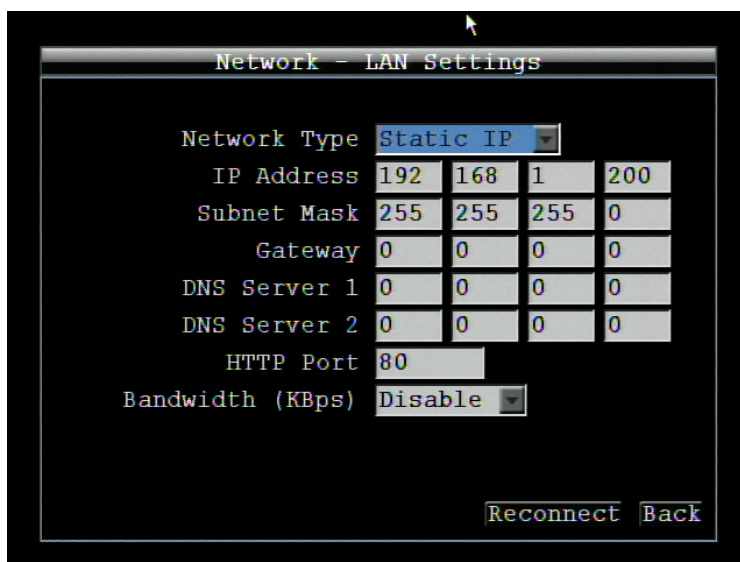 Network - LAN Settings
Network Type Static IP
IP Address 192 168 1 200
Subnet Mask 255 255 255 0
Gateway 0 0 0 0
DNS Server 1 0 0 0 0
DNS Server 2 0 0 0 0
HTTP Port 80
Bandwidth (KBps) Disable
Reconnect Back